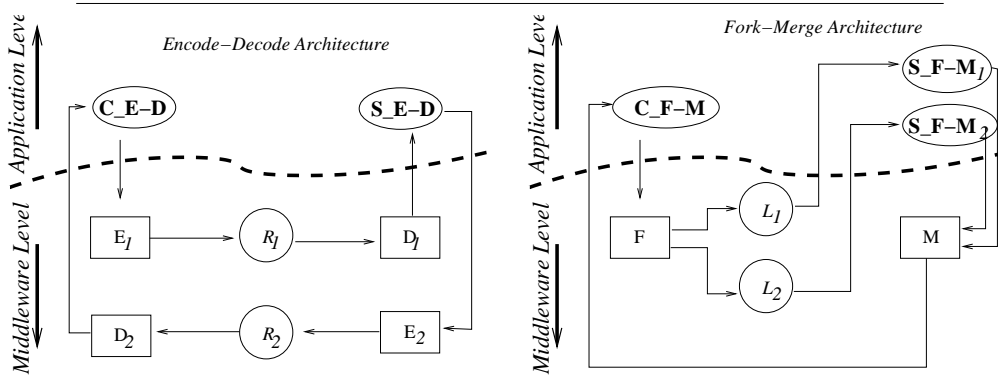 Encode–Decode Architecture
Application Leve
C_E–D
S_E–D
E1
R1
D1
Middleware Level
D2
R2
E2
Fork–Merge Architecture
Application Leve
C_F–M
S_F–M1
S_F–M2
L1
F
M
L2
Middleware Level